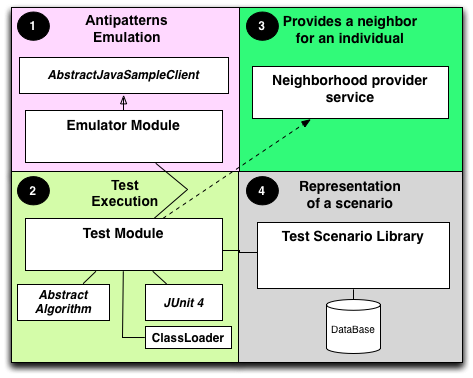 1
Antipatterns
Emulation
AbstractJavaSampleClient
Emulator Module
3
Provides a neighbor
for an individual
Neighborhood provider
service
2
Test
Execution
Test Module
Abstract
Algorithm
JUnit 4
ClassLoader
4
Representation
of a scenario
Test Scenario Library
DataBase